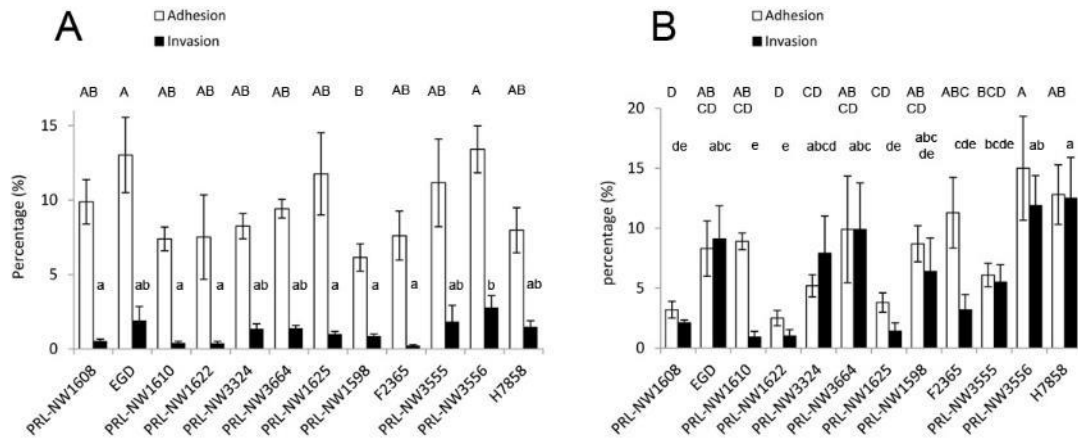 A
Adhesion
Invasion
AB A AB AB AB AB AB B AB AB A AB
Percentage (%)
15
10
5
0
a ab a a ab ab a a a ab b ab
PRL-NW1608
EGD
PRL-NW1610
PRL-NW1622
PRL-NW3324
PRL-NW3664
PRL-NW1625
PRL-NW1598
F2365
PRL-NW3555
PRL-NW3556
H7858
B
Adhesion
Invasion
D AB AB D CD AB CD AB ABC BCD A AB
CD CD CD CD
percentage (%)
20
15
10
5
0
de abc e e abcd abc de abc cde bcde ab a
de
PRL-NW1608
EGD
PRL-NW1610
PRL-NW1622
PRL-NW3324
PRL-NW3664
PRL-NW1625
PRL-NW1598
F2365
PRL-NW3555
PRL-NW3556
H7858